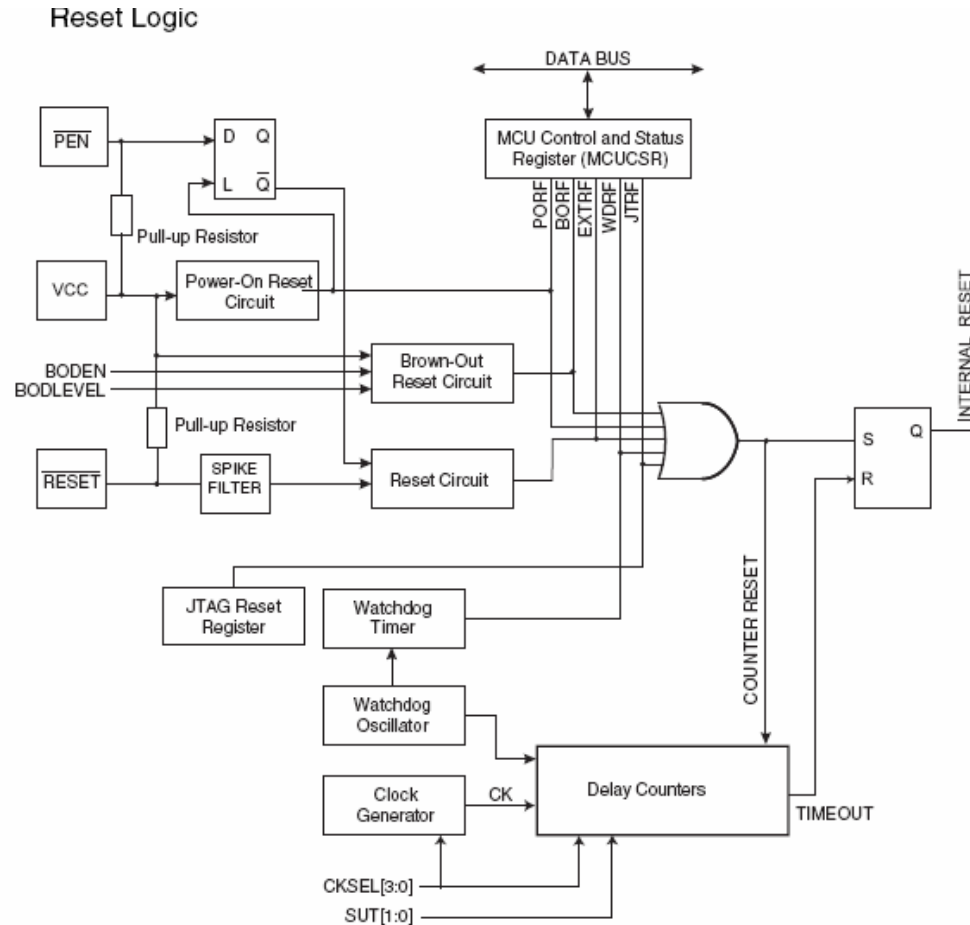 Reset Logic
DATA BUS
PEN
D Q
L Q
MCU Control and Status
Register (MCUCSR)
PORF
BORF
EXTRF
WDRF
JTRF
Pull-up Resistor
VCC
Power-On Reset
Circuit
BODEN
BODLEVEL
Brown-Out
Reset Circuit
Pull-up Resistor
RESET
SPIKE
FILTER
Reset Circuit
S Q
R
INTERNAL RESET
JTAG Reset
Register
Watchdog
Timer
COUNTER RESET
Watchdog
Oscillator
Clock
Generator
CK
Delay Counters
TIMEOUT
CKSEL[3:0]
SUT[1:0]